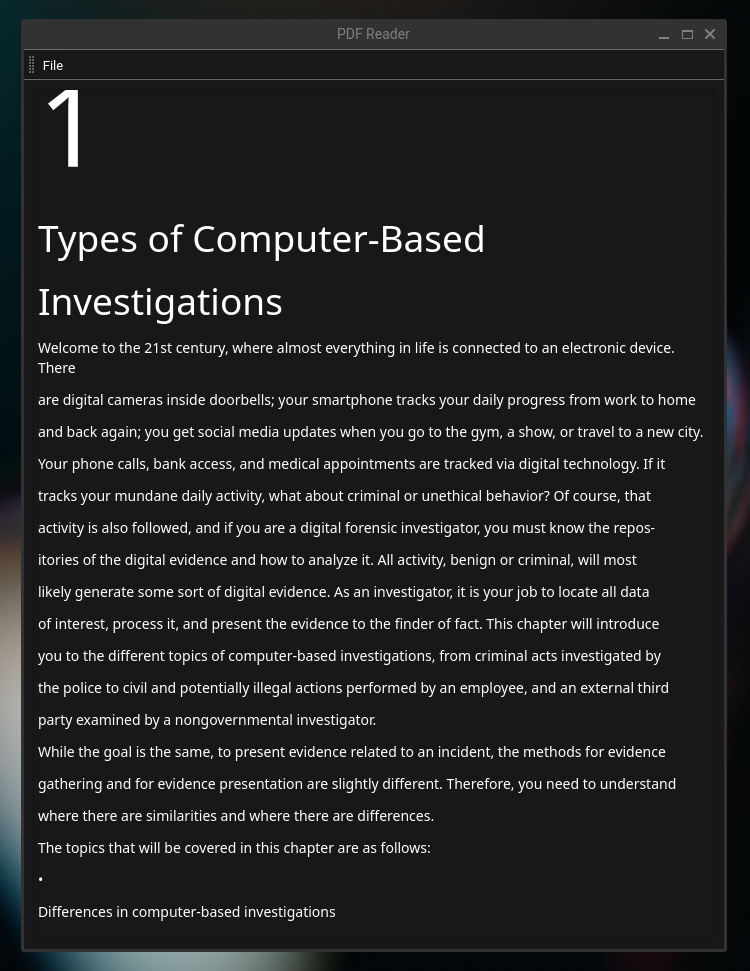 PDF Reader
File
1
Types of Computer-Based
Investigations
Welcome to the 21st century, where almost everything in life is connected to an electronic device.
There
are digital cameras inside doorbells; your smartphone tracks your daily progress from work to home
and back again; you get social media updates when you go to the gym, a show, or travel to a new city.
Your phone calls, bank access, and medical appointments are tracked via digital technology. If it
tracks your mundane daily activity, what about criminal or unethical behavior? Of course, that
activity is also followed, and if you are a digital forensic investigator, you must know the repos-
itories of the digital evidence and how to analyze it. All activity, benign or criminal, will most
likely generate some sort of digital evidence. As an investigator, it is your job to locate all data
of interest, process it, and present the evidence to the finder of fact. This chapter will introduce
you to the different topics of computer-based investigations, from criminal acts investigated by
the police to civil and potentially illegal actions performed by an employee, and an external third
party examined by a nongovernmental investigator.
While the goal is the same, to present evidence related to an incident, the methods for evidence
gathering and for evidence presentation are slightly different. Therefore, you need to understand
where there are similarities and where there are differences.
The topics that will be covered in this chapter are as follows:
•
Differences in computer-based investigations